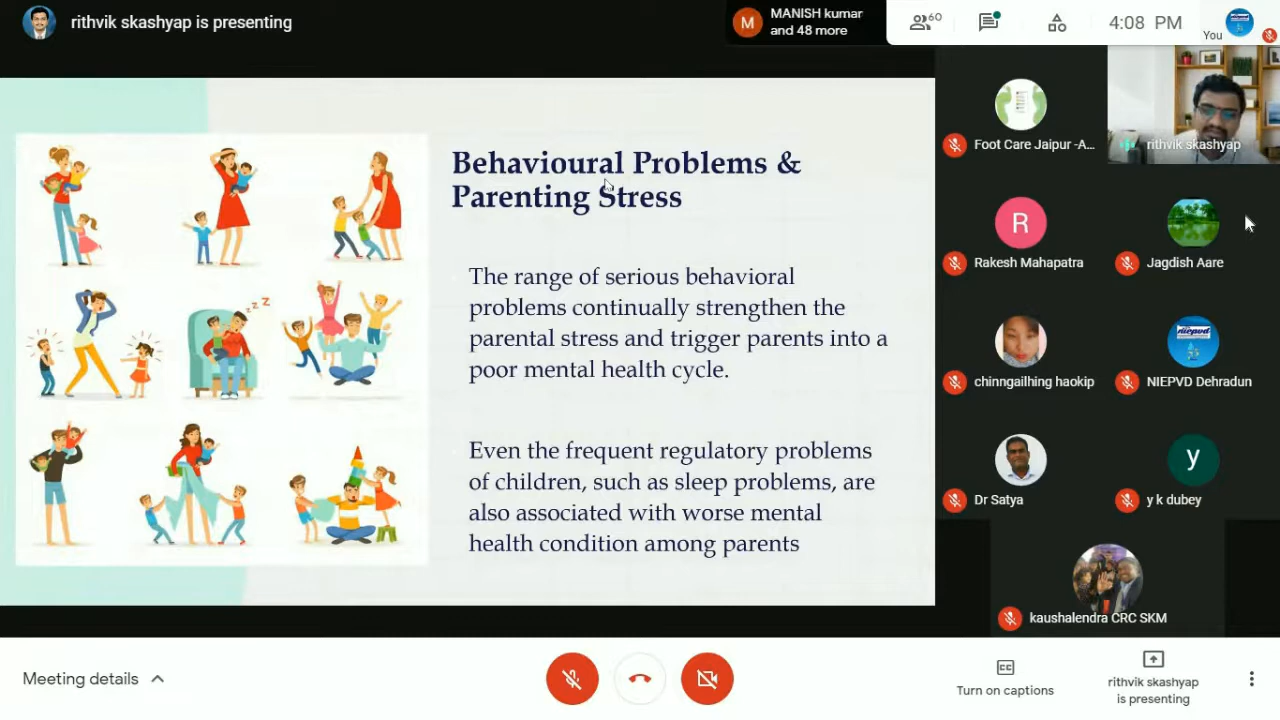 rithvik skashyap is presenting
M
MANISH kumar
and 48 more
60
4:08 PM
You
Behavioural Problems &
Parenting Stress
The range of serious behavioral
problems continually strengthen the
parental stress and trigger parents into a
poor mental health cycle.
Even the frequent regulatory problems
of children, such as sleep problems, are
also associated with worse mental
health condition among parents
z z Z
Foot Care Jaipur -A...
rithvik skashyap
R
Rakesh Mahapatra
Jagdish Aare
chinngailhing haokip
niepvd
NIEPVD Dehradun
Dr Satya
y
y k dubey
kaushalendra CRC SKM
Meeting details
CC
Turn on captions
rithvik skashyap
is presenting